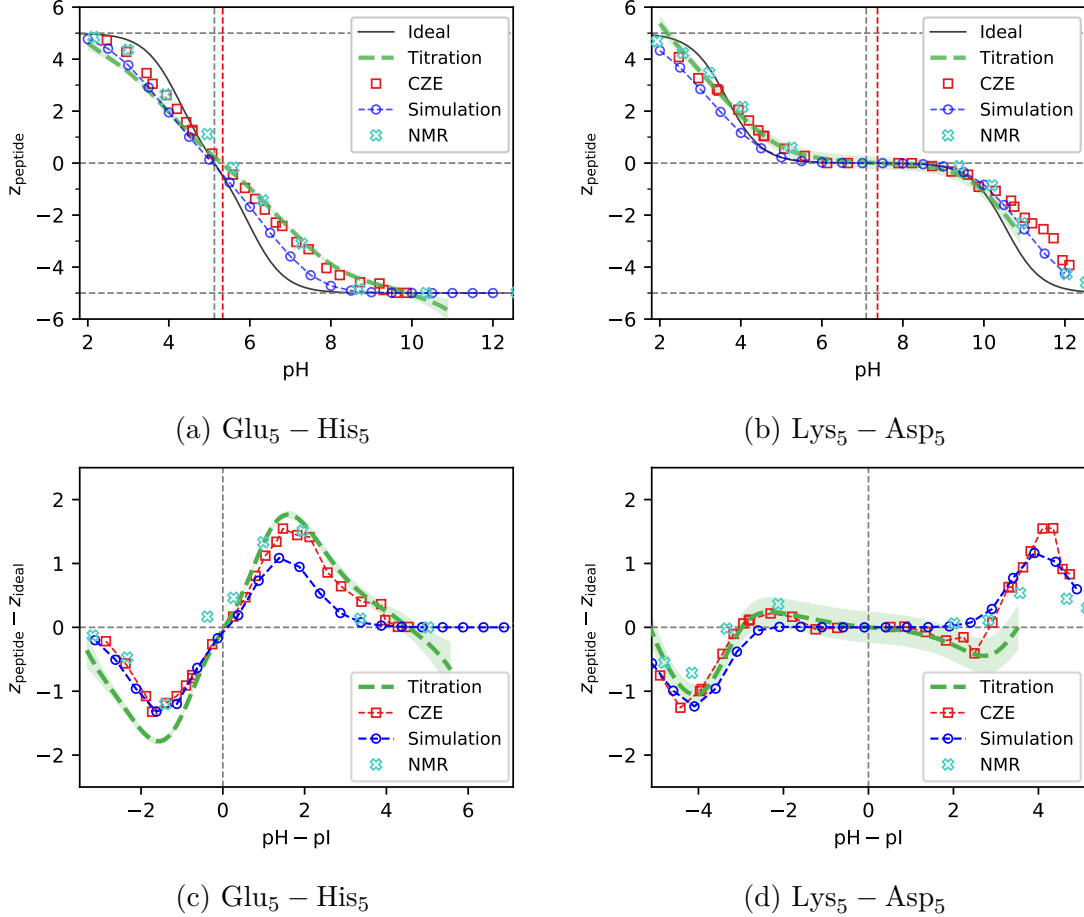 6
4
2
0
−2
−4
−6
z_peptide
2
4
6
8
10
12
pH
Ideal
Titration
CZE
Simulation
NMR
(a) Glu₅ − His₅
6
4
2
0
−2
−4
−6
z_peptide
2
4
6
8
10
12
pH
Ideal
Titration
CZE
Simulation
NMR
(b) Lys₅ − Asp₅
2
1
0
−1
−2
z_peptide − z_ideal
−2
0
2
4
6
pH − pI
Titration
CZE
Simulation
NMR
(c) Glu₅ − His₅
2
1
0
−1
−2
z_peptide − z_ideal
−4
−2
0
2
4
pH − pI
Titration
CZE
Simulation
NMR
(d) Lys₅ − Asp₅